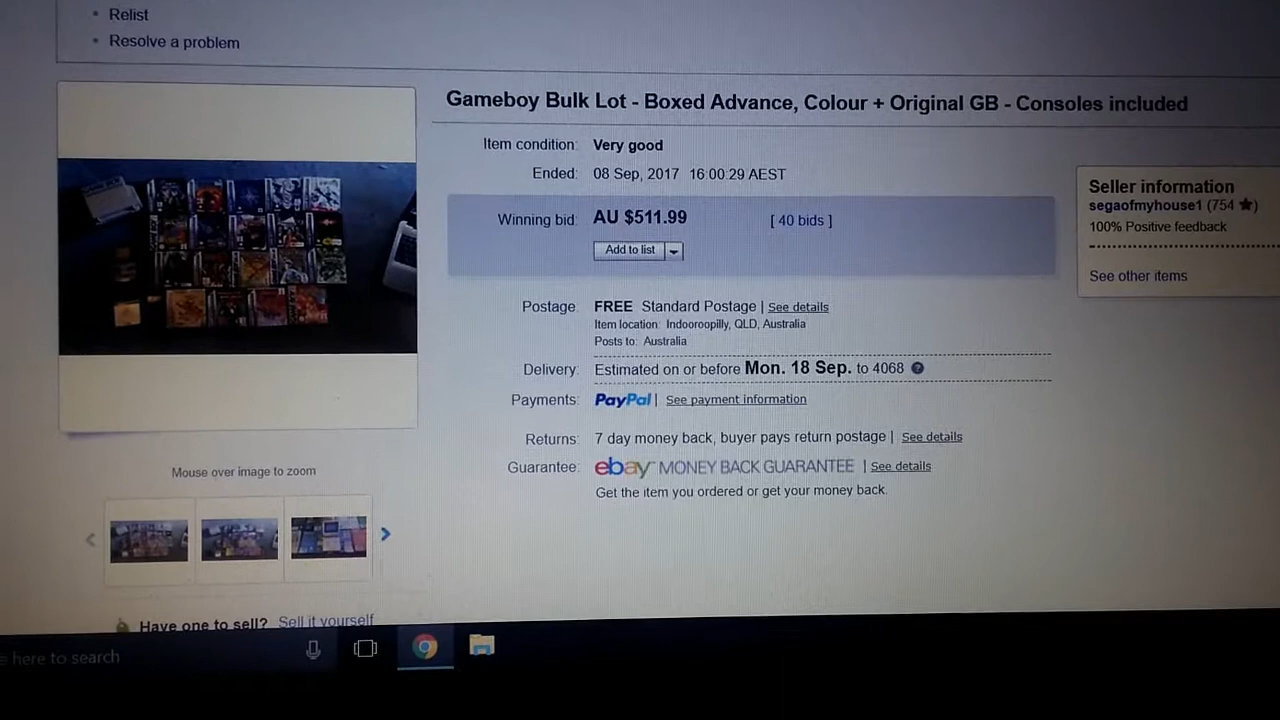 Relist
Resolve a problem
Gameboy Bulk Lot - Boxed Advance, Colour + Original GB - Consoles included
Item condition: Very good
Ended: 08 Sep, 2017 16:00:29 AEST
Winning bid: AU $511.99 [ 40 bids ]
Add to list
Seller information
segaofmyhouse1 (754 ★)
100% Positive feedback
See other items
Postage: FREE Standard Postage | See details
Item location: Indooroopilly, QLD, Australia
Posts to: Australia
Delivery: Estimated on or before Mon. 18 Sep. to 4068
Payments: PayPal | See payment information
Returns: 7 day money back, buyer pays return postage | See details
Guarantee: ebay MONEY BACK GUARANTEE | See details
Get the item you ordered or get your money back.
Mouse over image to zoom
Have one to sell? Sell it yourself
here to search